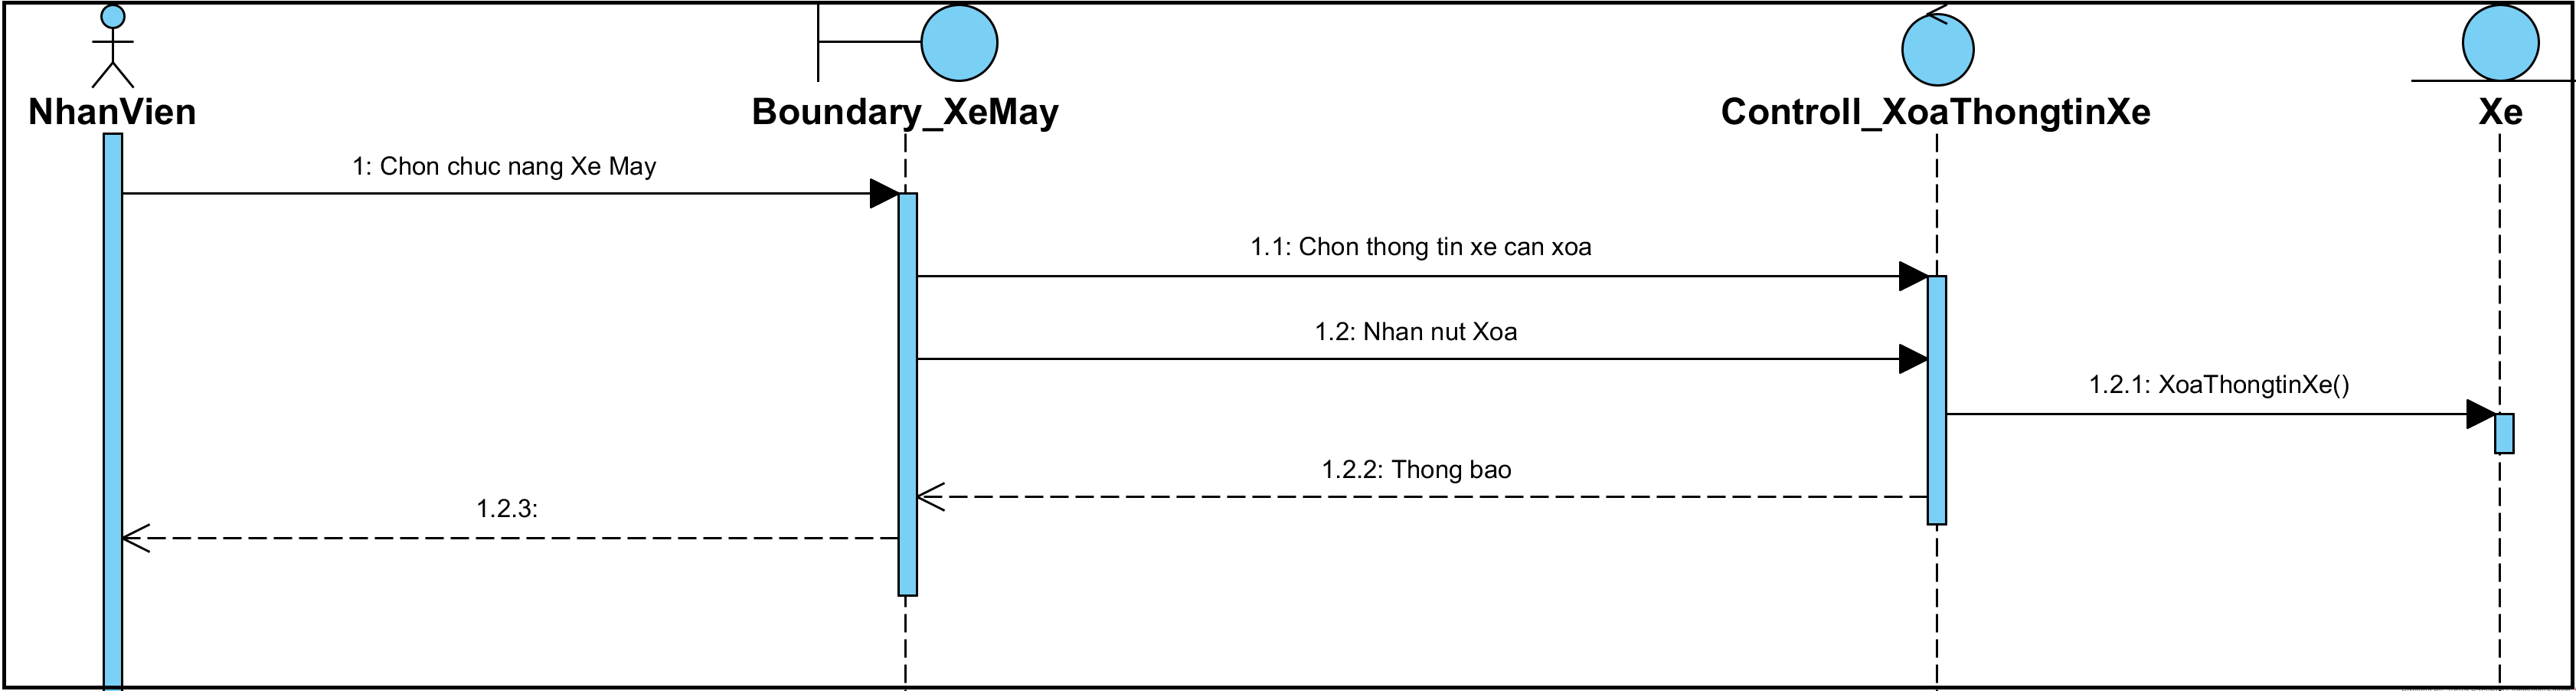 NhanVien
Boundary_XeMay
Controll_XoaThongtinXe
Xe
1: Chon chuc nang Xe May
1.1: Chon thong tin xe can xoa
1.2: Nhan nut Xoa
1.2.1: XoaThongtinXe()
1.2.2: Thong bao
1.2.3: